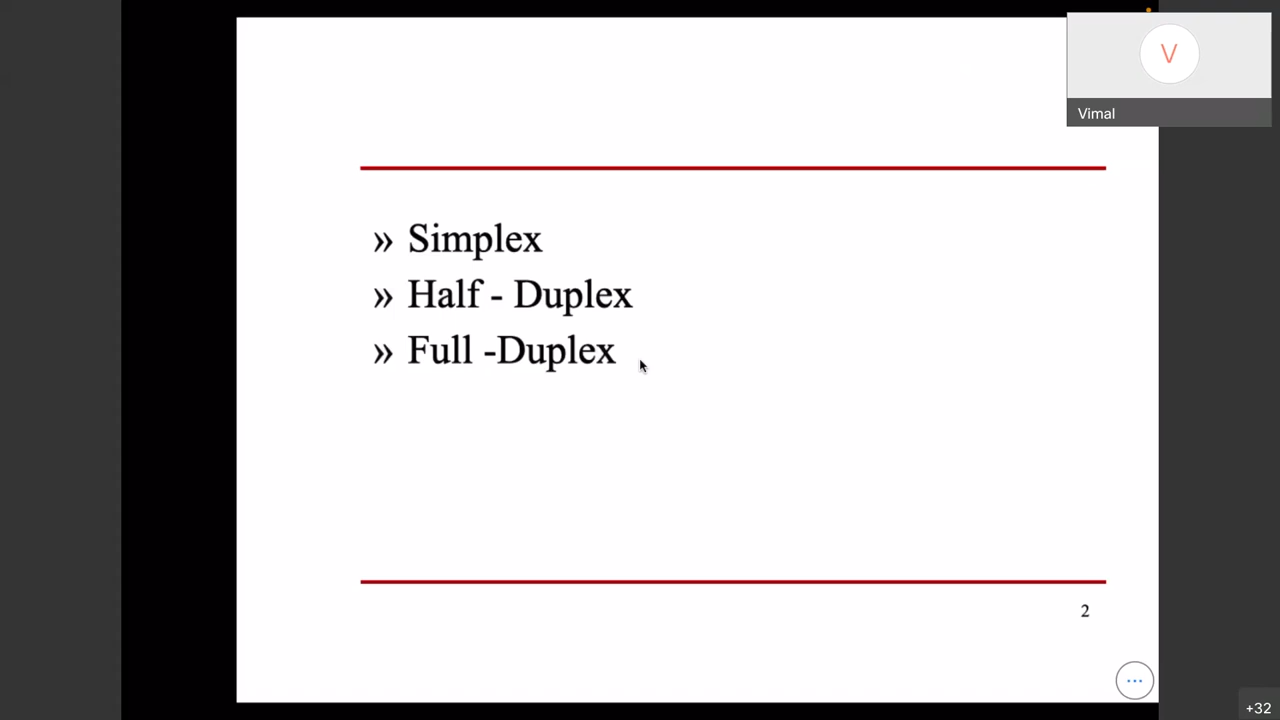 V
Vimal
» Simplex
» Half - Duplex
» Full -Duplex
2
+32